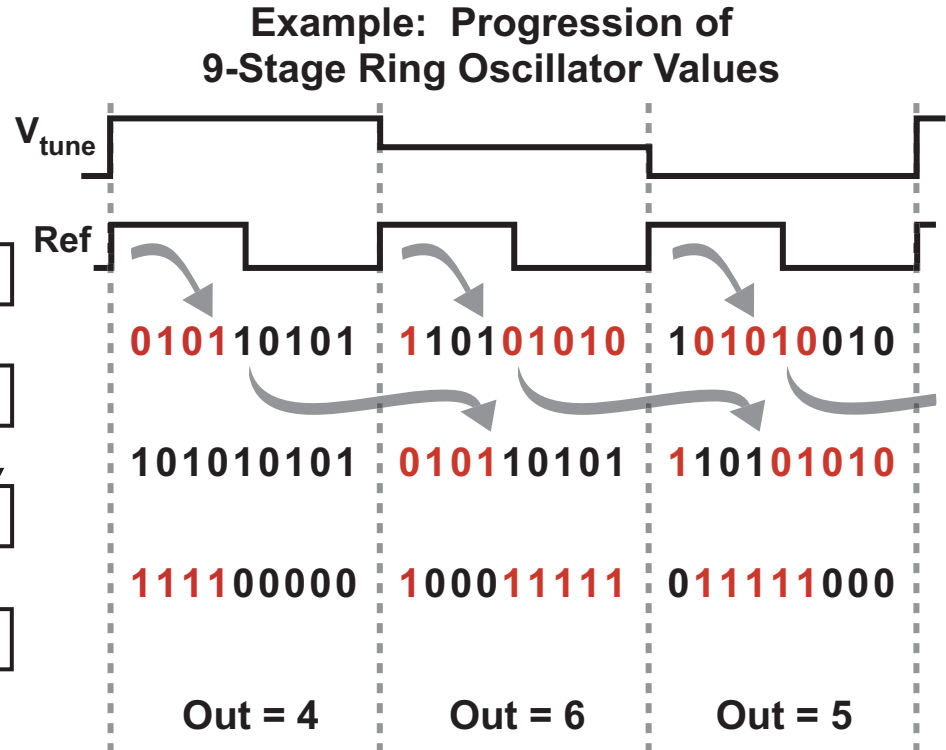 Example: Progression of
9-Stage Ring Oscillator Values
Vtune
Ref
010110101 110101010 101010010
101010101 010110101 110101010
111100000 100011111 011111000
Out = 4 Out = 6 Out = 5